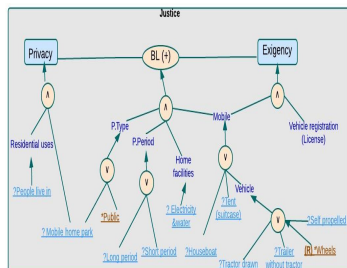 Justice
Privacy
BL (+)
Exigency
∧
∧
∧
P.Type
Mobile
Vehicle registration
(License)
Residential uses
P.Period
∨
∨
Home
facilities
∨
Vehicle
?People live in
*Public
? Electricity
&water
?Tent
(suitcase)
∨
?Self propelled
? Mobile home park
?Short period
?Long period
?Houseboat
?Trailer
without tractor
(R) *Wheels
?Tractor drawn